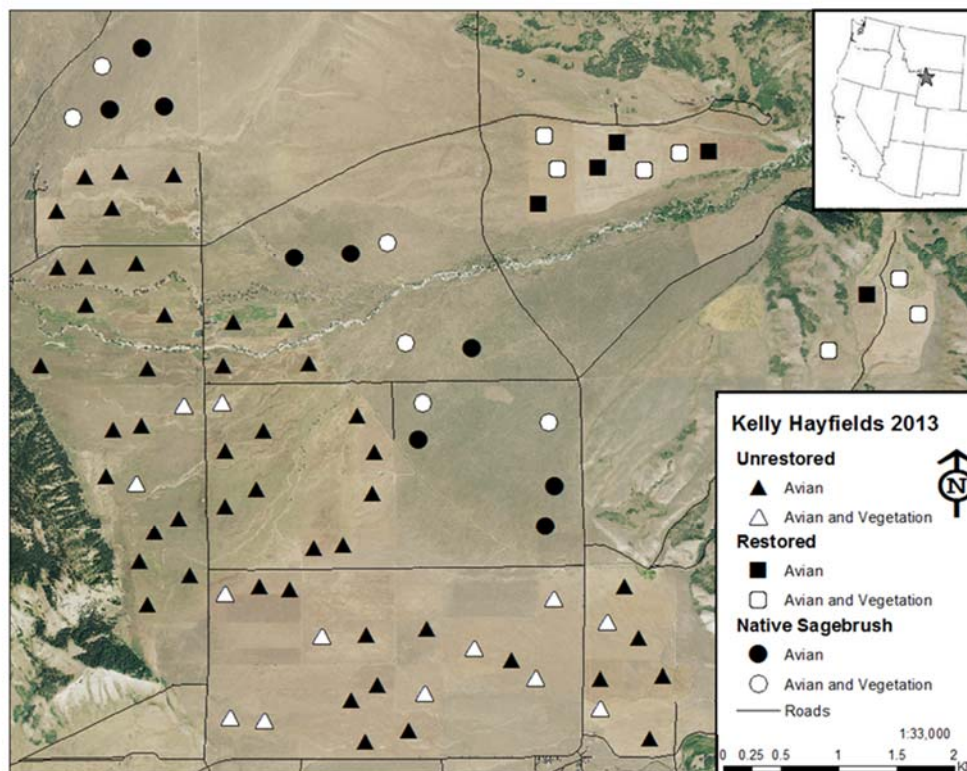 Kelly Hayfields 2013
Unrestored
N
Avian
Avian and Vegetation
Restored
Avian
Avian and Vegetation
Native Sagebrush
Avian
Avian and Vegetation
Roads
1:33,000
0 0.25 0.5 1 1.5 2